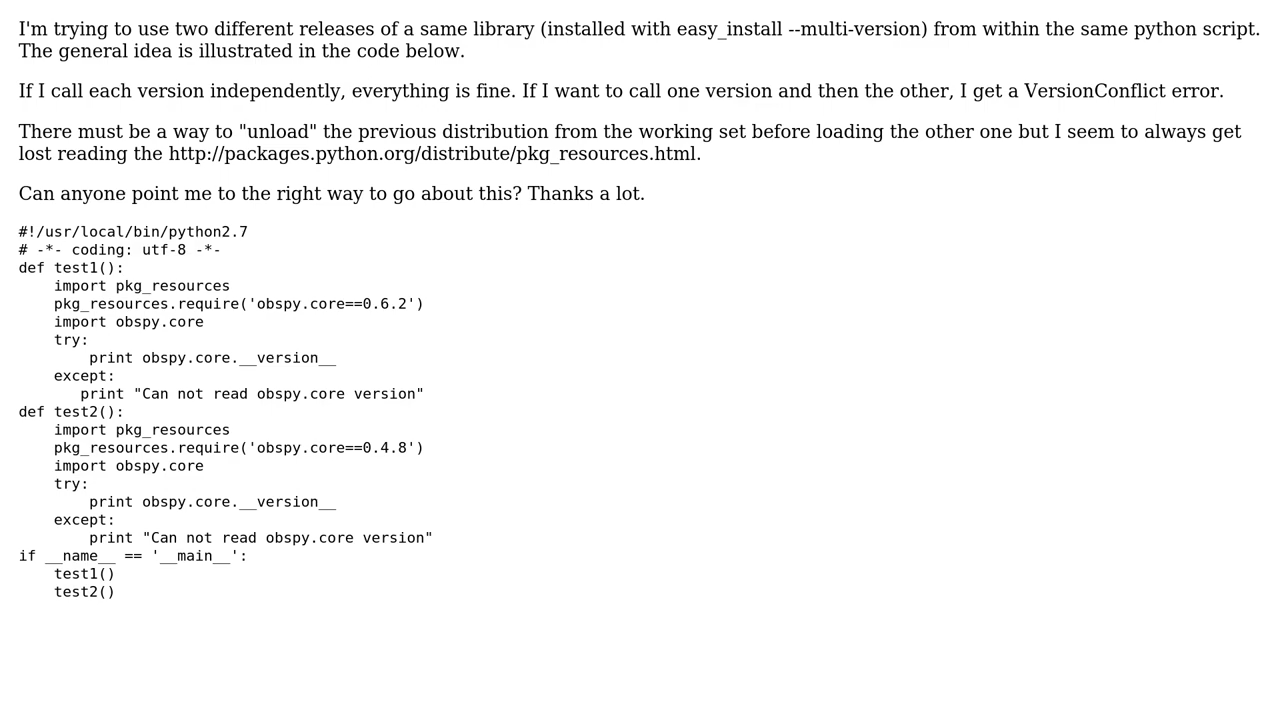 I'm trying to use two different releases of a same library (installed with easy_install --multi-version) from within the same python script.
The general idea is illustrated in the code below.
If I call each version independently, everything is fine. If I want to call one version and then the other, I get a VersionConflict error.
There must be a way to "unload" the previous distribution from the working set before loading the other one but I seem to always get
lost reading the http://packages.python.org/distribute/pkg_resources.html.
Can anyone point me to the right way to go about this? Thanks a lot.
#!/usr/local/bin/python2.7
# -*- coding: utf-8 -*-
def test1():
    import pkg_resources
    pkg_resources.require('obspy.core==0.6.2')
    import obspy.core
    try:
        print obspy.core.__version__
    except:
       print "Can not read obspy.core version"
def test2():
    import pkg_resources
    pkg_resources.require('obspy.core==0.4.8')
    import obspy.core
    try:
        print obspy.core.__version__
    except:
        print "Can not read obspy.core version"
if __name__ == '__main__':
    test1()
    test2()